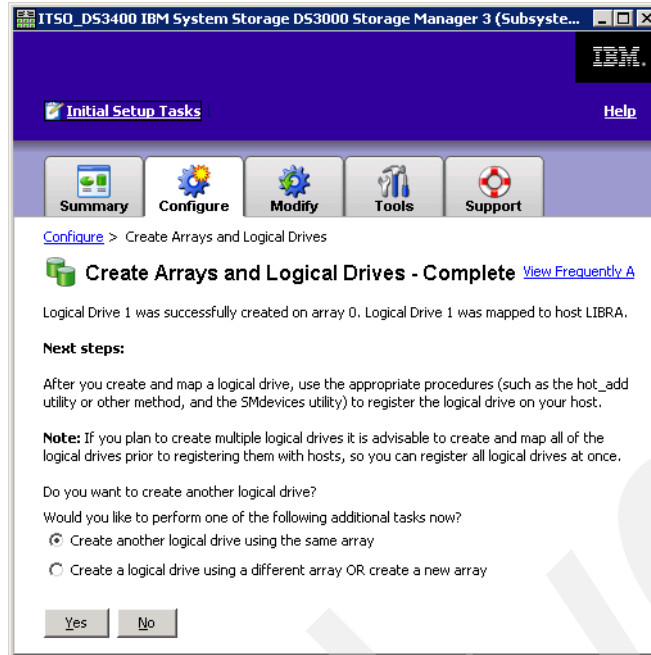 ITSO_DS3400 IBM System Storage DS3000 Storage Manager 3 (Subsyste...
IBM.
Initial Setup Tasks
Help
Summary
Configure
Modify
Tools
Support
Configure > Create Arrays and Logical Drives
Create Arrays and Logical Drives - Complete View Frequently A
Logical Drive 1 was successfully created on array 0. Logical Drive 1 was mapped to host LIBRA.
Next steps:
After you create and map a logical drive, use the appropriate procedures (such as the hot_add
utility or other method, and the SMdevices utility) to register the logical drive on your host.
Note: If you plan to create multiple logical drives it is advisable to create and map all of the
logical drives prior to registering them with hosts, so you can register all logical drives at once.
Do you want to create another logical drive?
Would you like to perform one of the following additional tasks now?
Create another logical drive using the same array
Create a logical drive using a different array OR create a new array
Yes
No